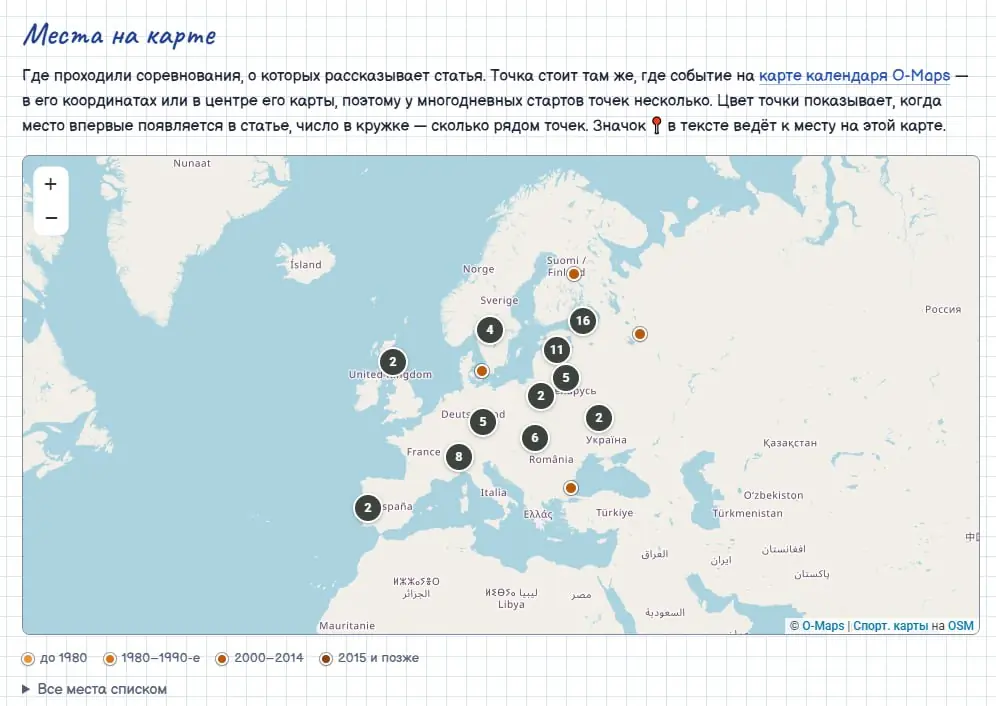 Места на карте
Где проходили соревнования, о которых рассказывает статья. Точка стоит там же, где событие на карте календаря O-Maps —
в его координатах или в центре его карты, поэтому у многодневных стартов точек несколько. Цвет точки показывает, когда
место впервые появляется в статье, число в кружке — сколько рядом точек. Значок в тексте ведёт к месту на этой карте.
Nunaat
+
−
Ísland
Norge
Suomi /
Sverige
Россия
16
4
11
2
United
5
2
5
2
6
Україна
Қазақстан
France
8
România
Italia
O‘zbekiston
2
Ελλάς
Türkiye
Türkmenistan
العراق
ایران
افغانستان
پاکستان
الجزائر
ليبيا
Libya
مصر
السعودية
Mauritanie
© O-Maps | Спорт. карты на OSM
до 1980
1980–1990-е
2000–2014
2015 и позже
Все места списком